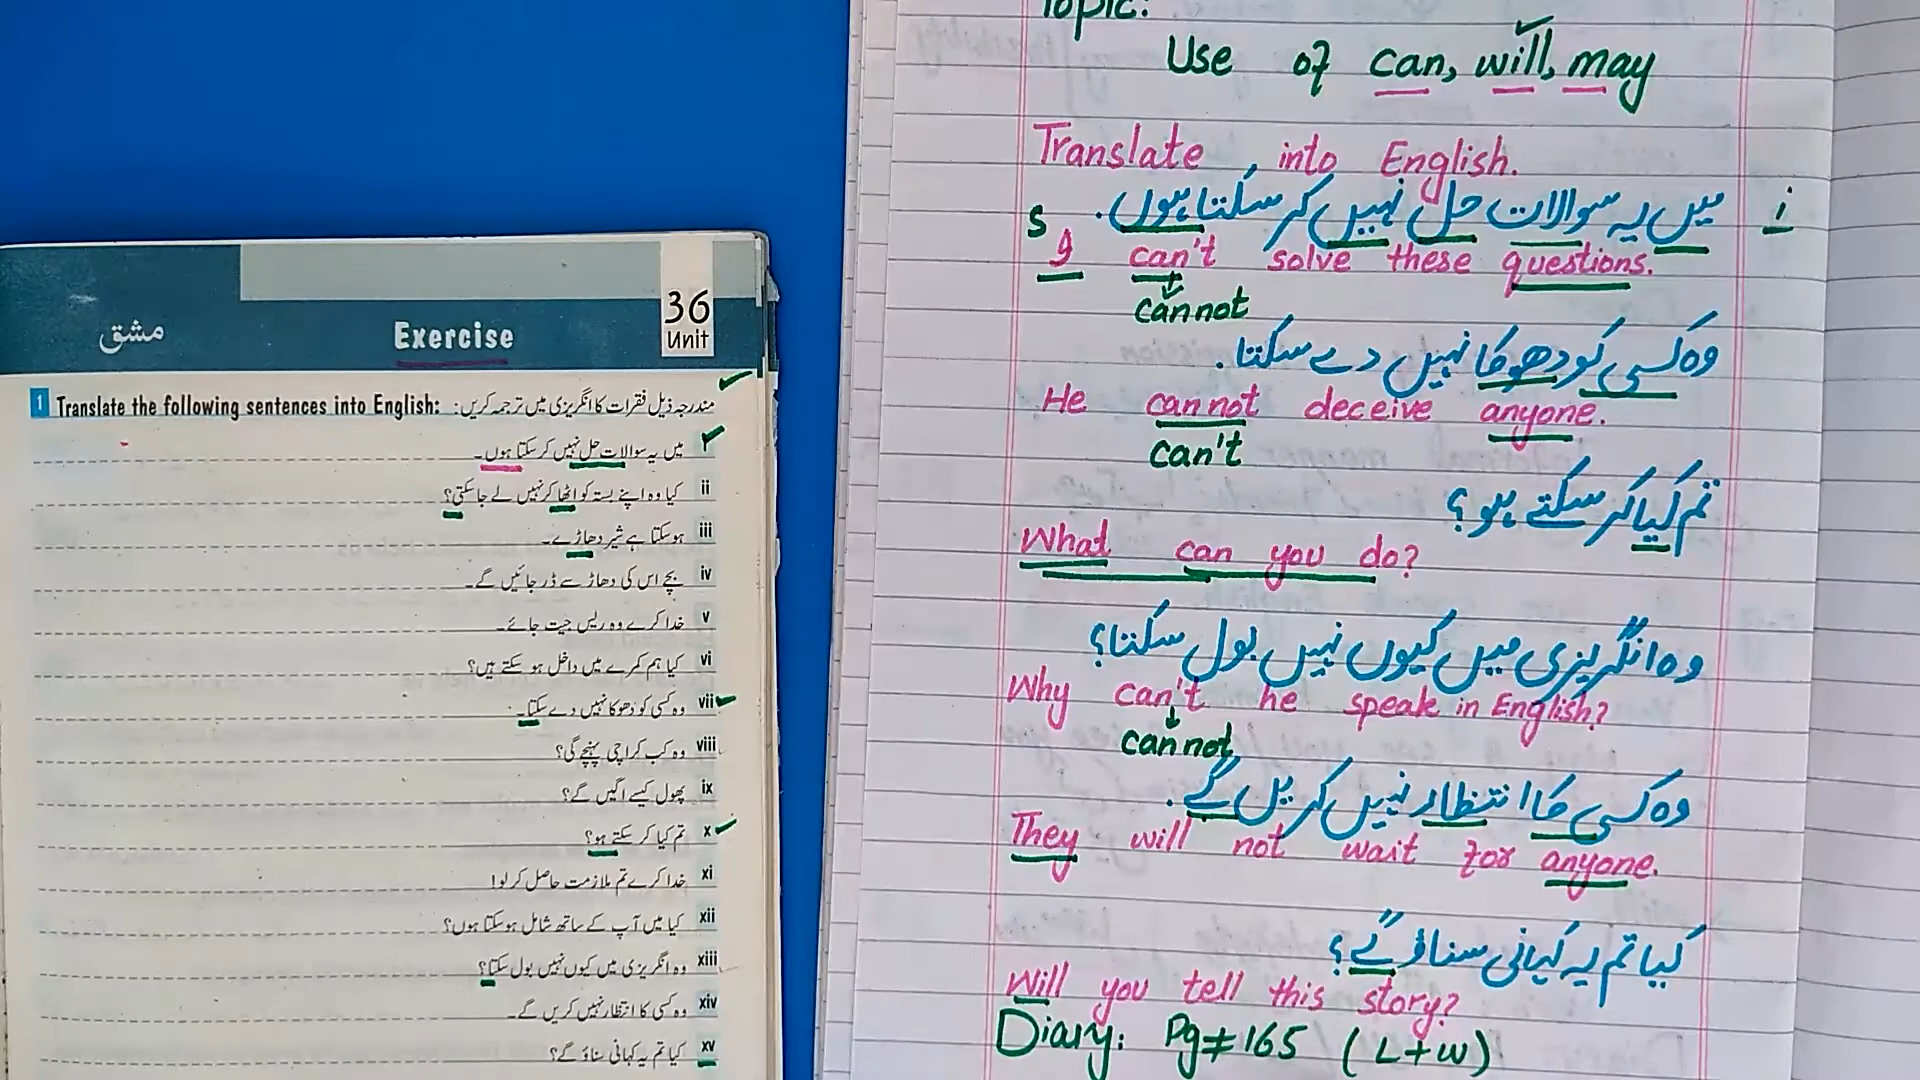 36
Unit
Exercise
مشق
1 Translate the following sentences into English: مندرجہ ذیل فقرات کا انگریزی میں ترجمہ کریں:
میں یہ سوالات حل نہیں کر سکتا ہوں۔
ii کیا وہ اپنے بستہ کو اٹھا کر نہیں لے جا سکتی؟
iii ہو سکتا ہے شیر دھاڑے۔
iv بچے اس کی دھاڑ سے ڈر جائیں گے۔
v خدا کرے وہ ریس جیت جائے۔
vi کیا ہم کمرے میں داخل ہو سکتے ہیں؟
vii وہ کسی کو دھوکا نہیں دے سکتا۔
viii وہ کب کراچی پہنچے گی؟
ix پھول کیسے اگیں گے؟
x تم کیا کر سکتے ہو؟
xi خدا کرے تم ملازمت حاصل کر لو!
xii کیا میں آپ کے ساتھ شامل ہو سکتا ہوں؟
xiii وہ انگریزی میں کیوں نہیں بول سکتا؟
xiv وہ کسی کا انتظار نہیں کریں گے۔
xv کیا تم یہ کہانی سناؤ گے؟
Topic:
Use of can, will, may
Translate into English.
i میں یہ سوالات حل نہیں کر سکتا ہوں.
S
I can't solve these questions.
cannot
وہ کسی کو دھوکا نہیں دے سکتا.
He cannot deceive anyone.
can't
تم کیا کر سکتے ہو؟
What can you do?
وہ انگریزی میں کیوں نہیں بول سکتا؟
Why can't he speak in English?
cannot
وہ کسی کا انتظار نہیں کریں گے.
They will not wait for anyone.
کیا تم یہ کہانی سناؤ گے؟
Will you tell this story?
Diary: Pg#165 (L+W)